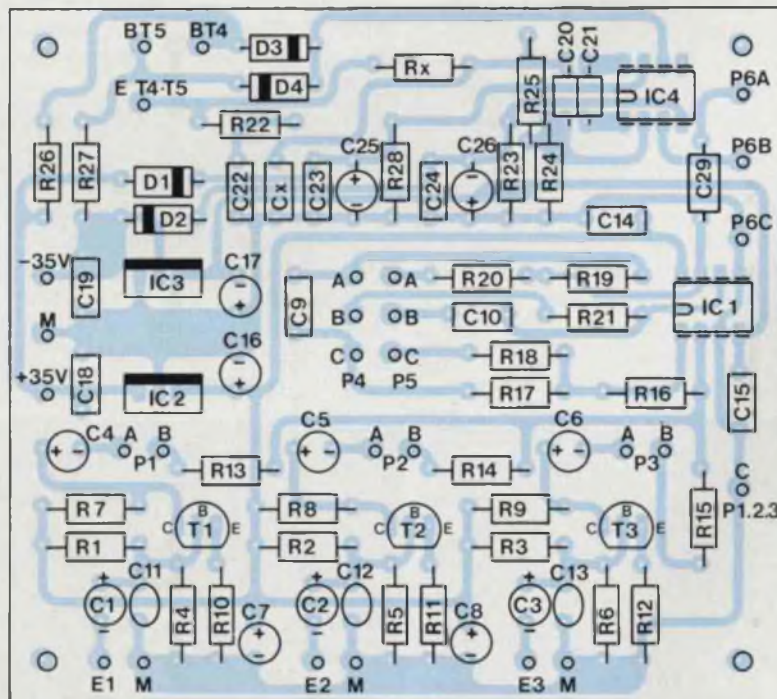 BT5 BT4 D3 C20 C21
D4 Rx R25 IC4 P6A
E T4-T5
R26 R27 R22 C25 R28 C26 R23 R24 P6B
D1 C22 Cx C23 + − C24 + − C29
D2 C14 P6C
−35V C19 IC3 C17 + − C9 A A R20 R19
M B B C10 R21 IC1
C16 + − C C R18
+35V C18 IC2 P4 P5 R17 R16 C15
C4 + − A B C5 + − A B C6 + − A B
P1 R13 P2 R14 P3 C
R7 B R8 B R9 B R15 P1.2.3
C T1 E C T2 E C T3 E
R1 R2 R3
+ C11 + C12 + C13
C1 R4 R10 C7 C2 R5 R11 C8 C3 R6 R12
− + − − + − −
E1 M E2 M E3 M